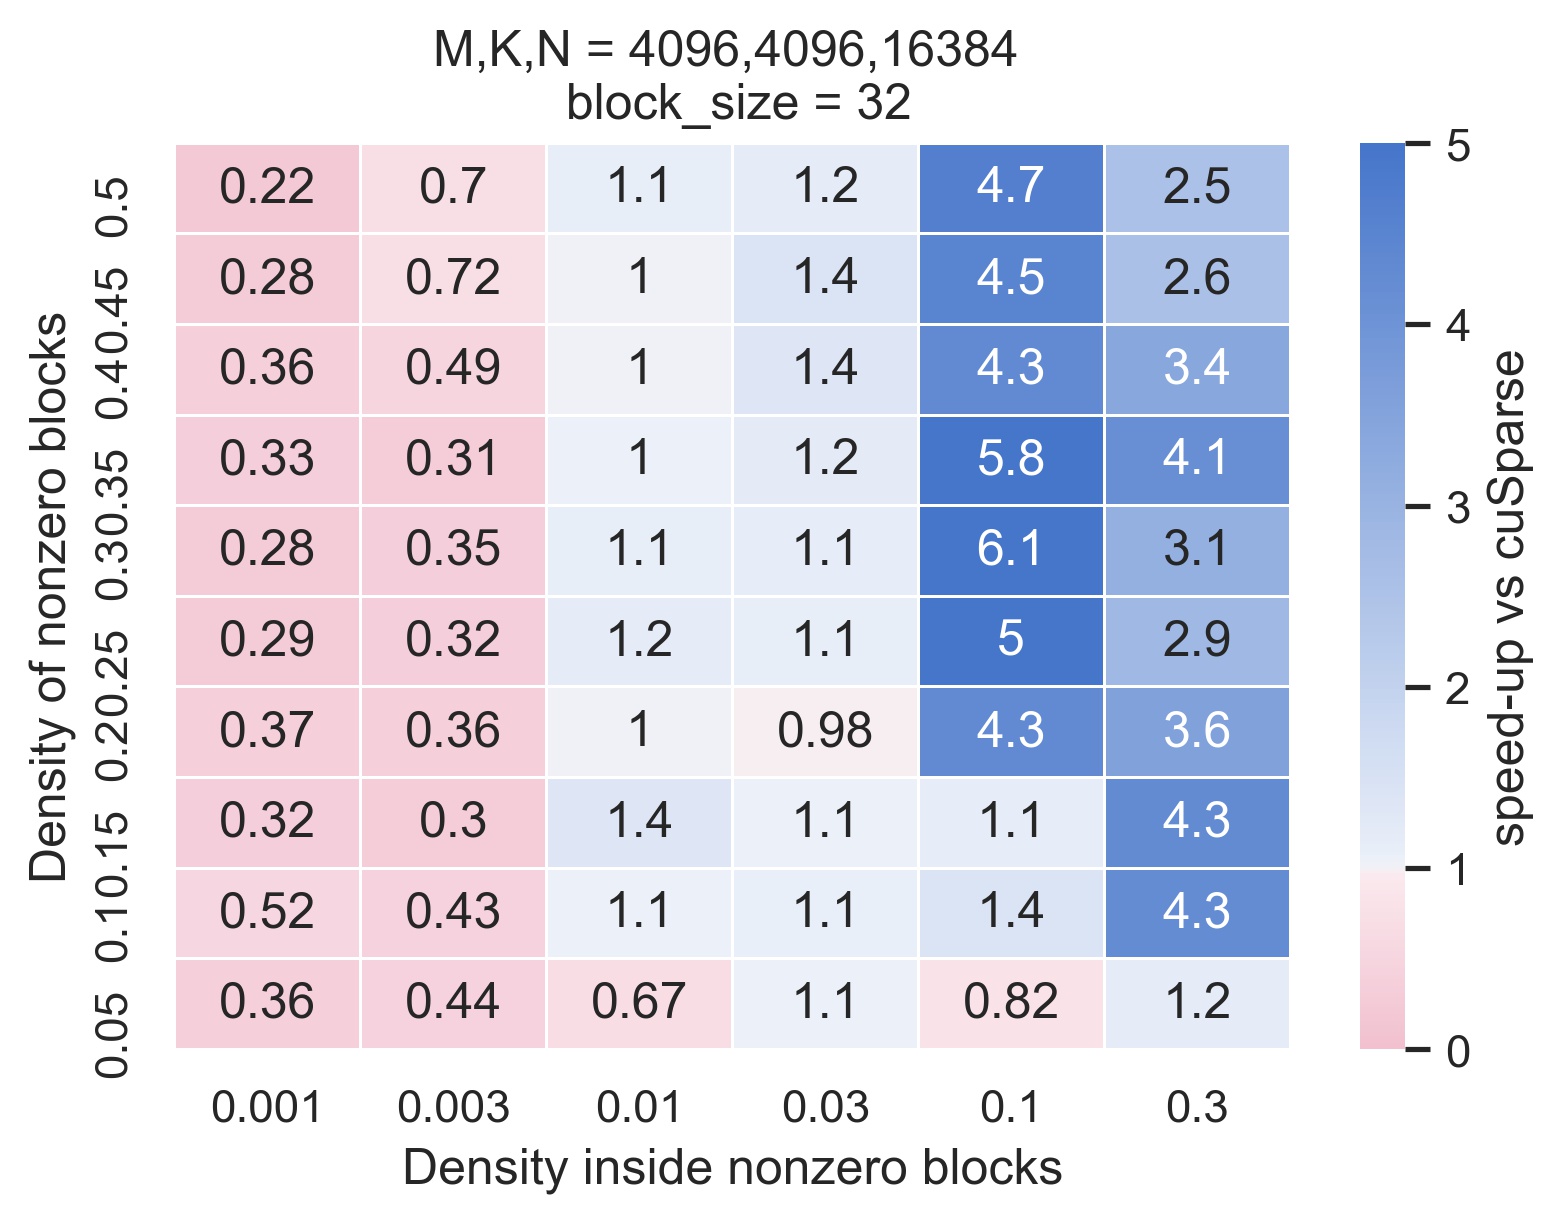 M,K,N = 4096,4096,16384
block_size = 32
Density of nonzero blocks
0.5 0.22 0.7 1.1 1.2 4.7 2.5
0.45 0.28 0.72 1 1.4 4.5 2.6
0.4 0.36 0.49 1 1.4 4.3 3.4
0.35 0.33 0.31 1 1.2 5.8 4.1
0.3 0.28 0.35 1.1 1.1 6.1 3.1
0.25 0.29 0.32 1.2 1.1 5 2.9
0.2 0.37 0.36 1 0.98 4.3 3.6
0.15 0.32 0.3 1.4 1.1 1.1 4.3
0.1 0.52 0.43 1.1 1.1 1.4 4.3
0.05 0.36 0.44 0.67 1.1 0.82 1.2
0.001 0.003 0.01 0.03 0.1 0.3
Density inside nonzero blocks
5
4
3
2
1
0
speed-up vs cuSparse